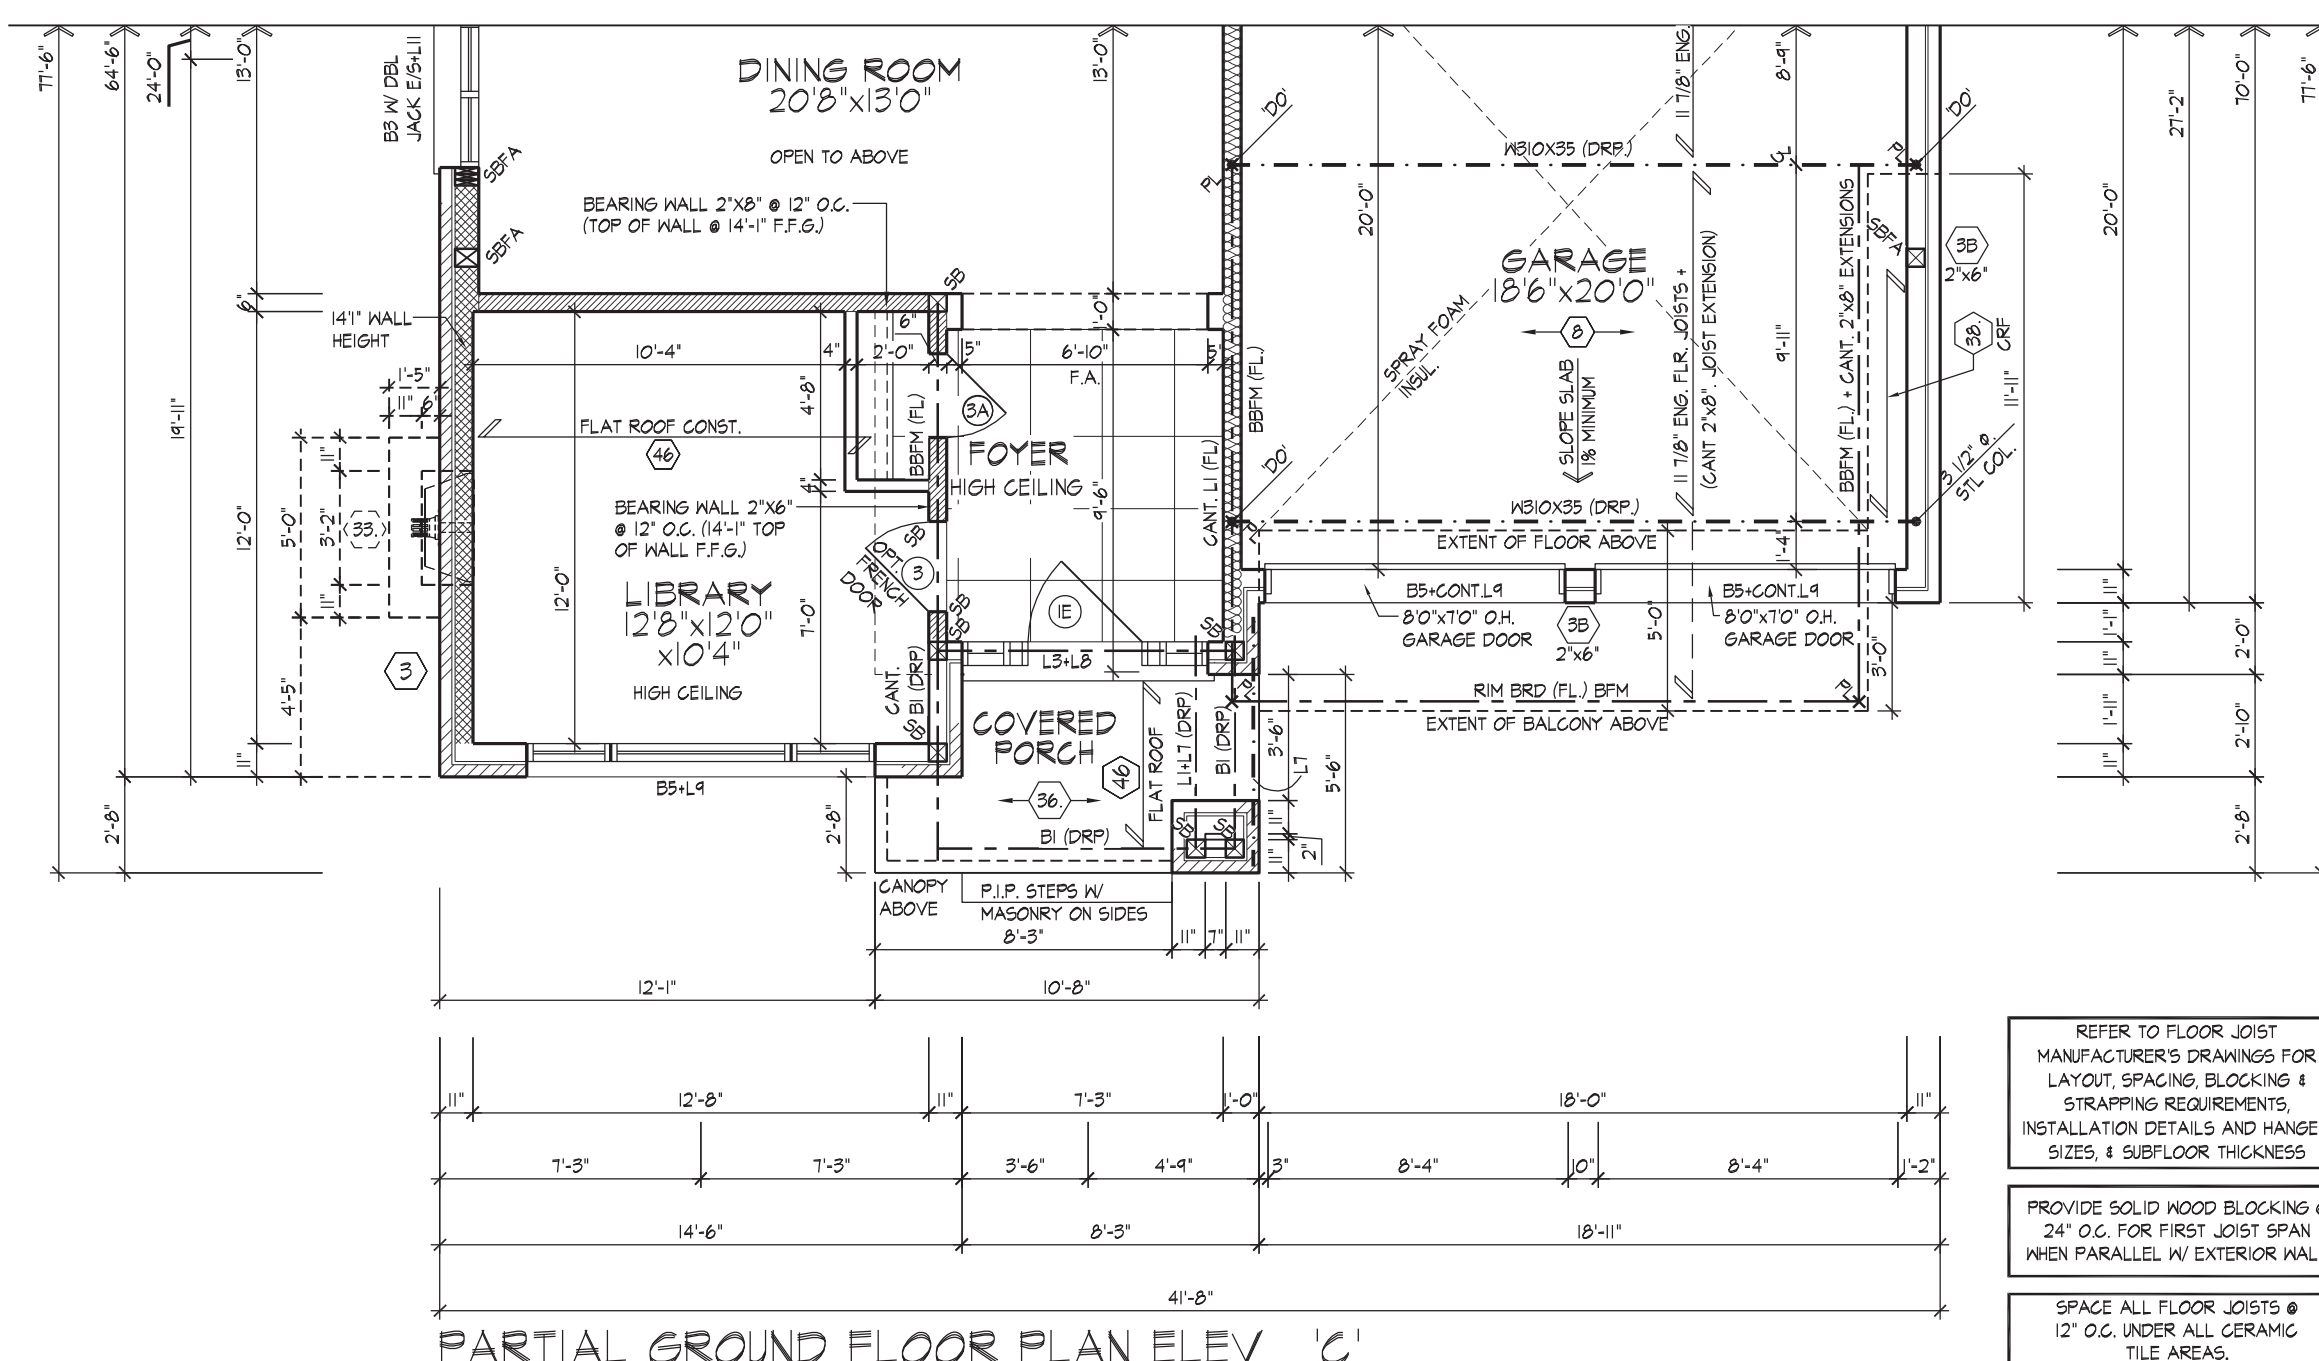 77'-6"
64'-6"
24'-0"
13'-0"
B3 W/ DBL
JACK E/S+L11
DINING ROOM
20'8"x13'0"
OPEN TO ABOVE
13'-0"
BEARING WALL 2"X8" @ 12" O.C.
(TOP OF WALL @ 14'-1" F.F.G.)
SBFA
SBFA
SB
'DO'
PL
20'-0"
W310X35 (DRP.)
11 7/8" ENG.
8'-9"
'DO'
PL
CL
27'-2"
70'-0"
77'-6"
20'-0"
GARAGE
18'6"x20'0"
8
SLOPE SLAB
1% MINIMUM
SPRAY FOAM
INSUL.
11 7/8" ENG. FLR. JOISTS +
(CANT 2"x8". JOIST EXTENSION)
9'-11"
BBFM (FL.) + CANT. 2"x8" EXTENSIONS
SBFA
3B
2"x6"
38.
CRF
11'-11"
3 1/2" Ø.
STL COL.
6"
14'1" WALL
HEIGHT
10'-4"
4"
2'-0"
6"
5"
6'-10"
F.A.
5"
1'-0"
1'-5"
11"
6"
19'-11"
4'-8"
FLAT ROOF CONST.
46
BBFM (FL)
3A
FOYER
HIGH CEILING
9'-6"
CANT. L1 (FL)
BBFM (FL.)
'DO'
PL
4"
BEARING WALL 2"X6"
@ 12" O.C. (14'-1" TOP
OF WALL F.F.G.)
11"
5'-0"
3'-2"
33.
11"
12'-0"
12'-0"
LIBRARY
12'8"x12'0"
x10'4"
HIGH CEILING
7'-0"
OPT.
FRENCH
DOOR
SB
3
SB
SB
1E
SB
L3+L8
W310X35 (DRP.)
EXTENT OF FLOOR ABOVE
1'-4"
B5+CONT.L9
8'0"x7'0" O.H.
GARAGE DOOR
3B
2"x6"
5'-0"
B5+CONT.L9
8'0"x7'0" O.H.
GARAGE DOOR
3'-0"
RIM BRD (FL.) BFM
EXTENT OF BALCONY ABOVE
PL
PL
3
4'-5"
11"
2'-8"
B5+L9
CANT.
B1 (DRP)
SB
COVERED
PORCH
36.
46
FLAT ROOF
L1+L7 (DRP)
B1 (DRP)
B1 (DRP)
3'-6"
L7
5'-6"
11"
2"
11"
SB
SB
2'-8"
11"
1'-1"
11"
1'-1"
11"
2'-0"
2'-10"
2'-8"
CANOPY
ABOVE
P.I.P. STEPS W/
MASONRY ON SIDES
8'-3"
11"
7"
11"
12'-1"
10'-8"
11"
12'-8"
11"
7'-3"
1'-0"
18'-0"
11"
7'-3"
7'-3"
3'-6"
4'-9"
3"
8'-4"
10"
8'-4"
1'-2"
14'-6"
8'-3"
18'-11"
41'-8"
PARTIAL GROUND FLOOR PLAN ELEV. 'C'
REFER TO FLOOR JOIST
MANUFACTURER'S DRAWINGS FOR
LAYOUT, SPACING, BLOCKING &
STRAPPING REQUIREMENTS,
INSTALLATION DETAILS AND HANGE
SIZES, & SUBFLOOR THICKNESS
PROVIDE SOLID WOOD BLOCKING @
24" O.C. FOR FIRST JOIST SPAN
WHEN PARALLEL W/ EXTERIOR WAL
SPACE ALL FLOOR JOISTS @
12" O.C. UNDER ALL CERAMIC
TILE AREAS.